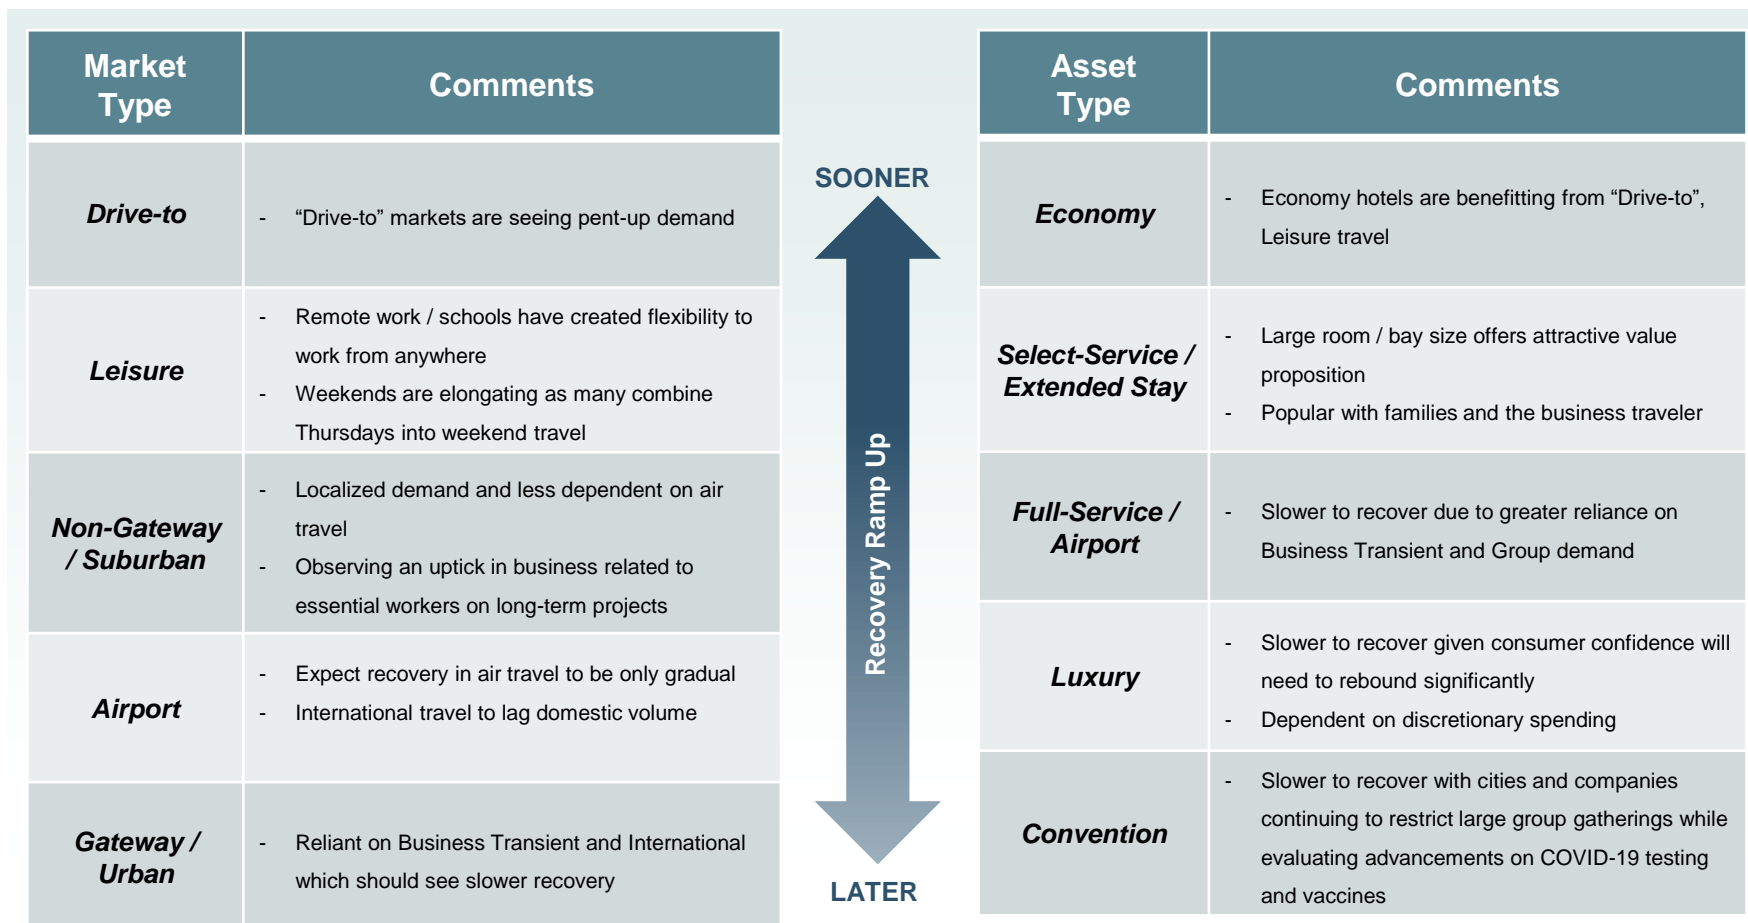 Market
Type
Comments
Drive-to
- “Drive-to” markets are seeing pent-up demand
Leisure
- Remote work / schools have created flexibility to
work from anywhere
- Weekends are elongating as many combine
Thursdays into weekend travel
Non-Gateway
/ Suburban
- Localized demand and less dependent on air
travel
- Observing an uptick in business related to
essential workers on long-term projects
Airport
- Expect recovery in air travel to be only gradual
- International travel to lag domestic volume
Gateway /
Urban
- Reliant on Business Transient and International
which should see slower recovery
SOONER
Recovery Ramp Up
LATER
Asset
Type
Comments
Economy
- Economy hotels are benefitting from “Drive-to”,
Leisure travel
Select-Service /
Extended Stay
- Large room / bay size offers attractive value
proposition
- Popular with families and the business traveler
Full-Service /
Airport
- Slower to recover due to greater reliance on
Business Transient and Group demand
Luxury
- Slower to recover given consumer confidence will
need to rebound significantly
- Dependent on discretionary spending
Convention
- Slower to recover with cities and companies
continuing to restrict large group gatherings while
evaluating advancements on COVID-19 testing
and vaccines